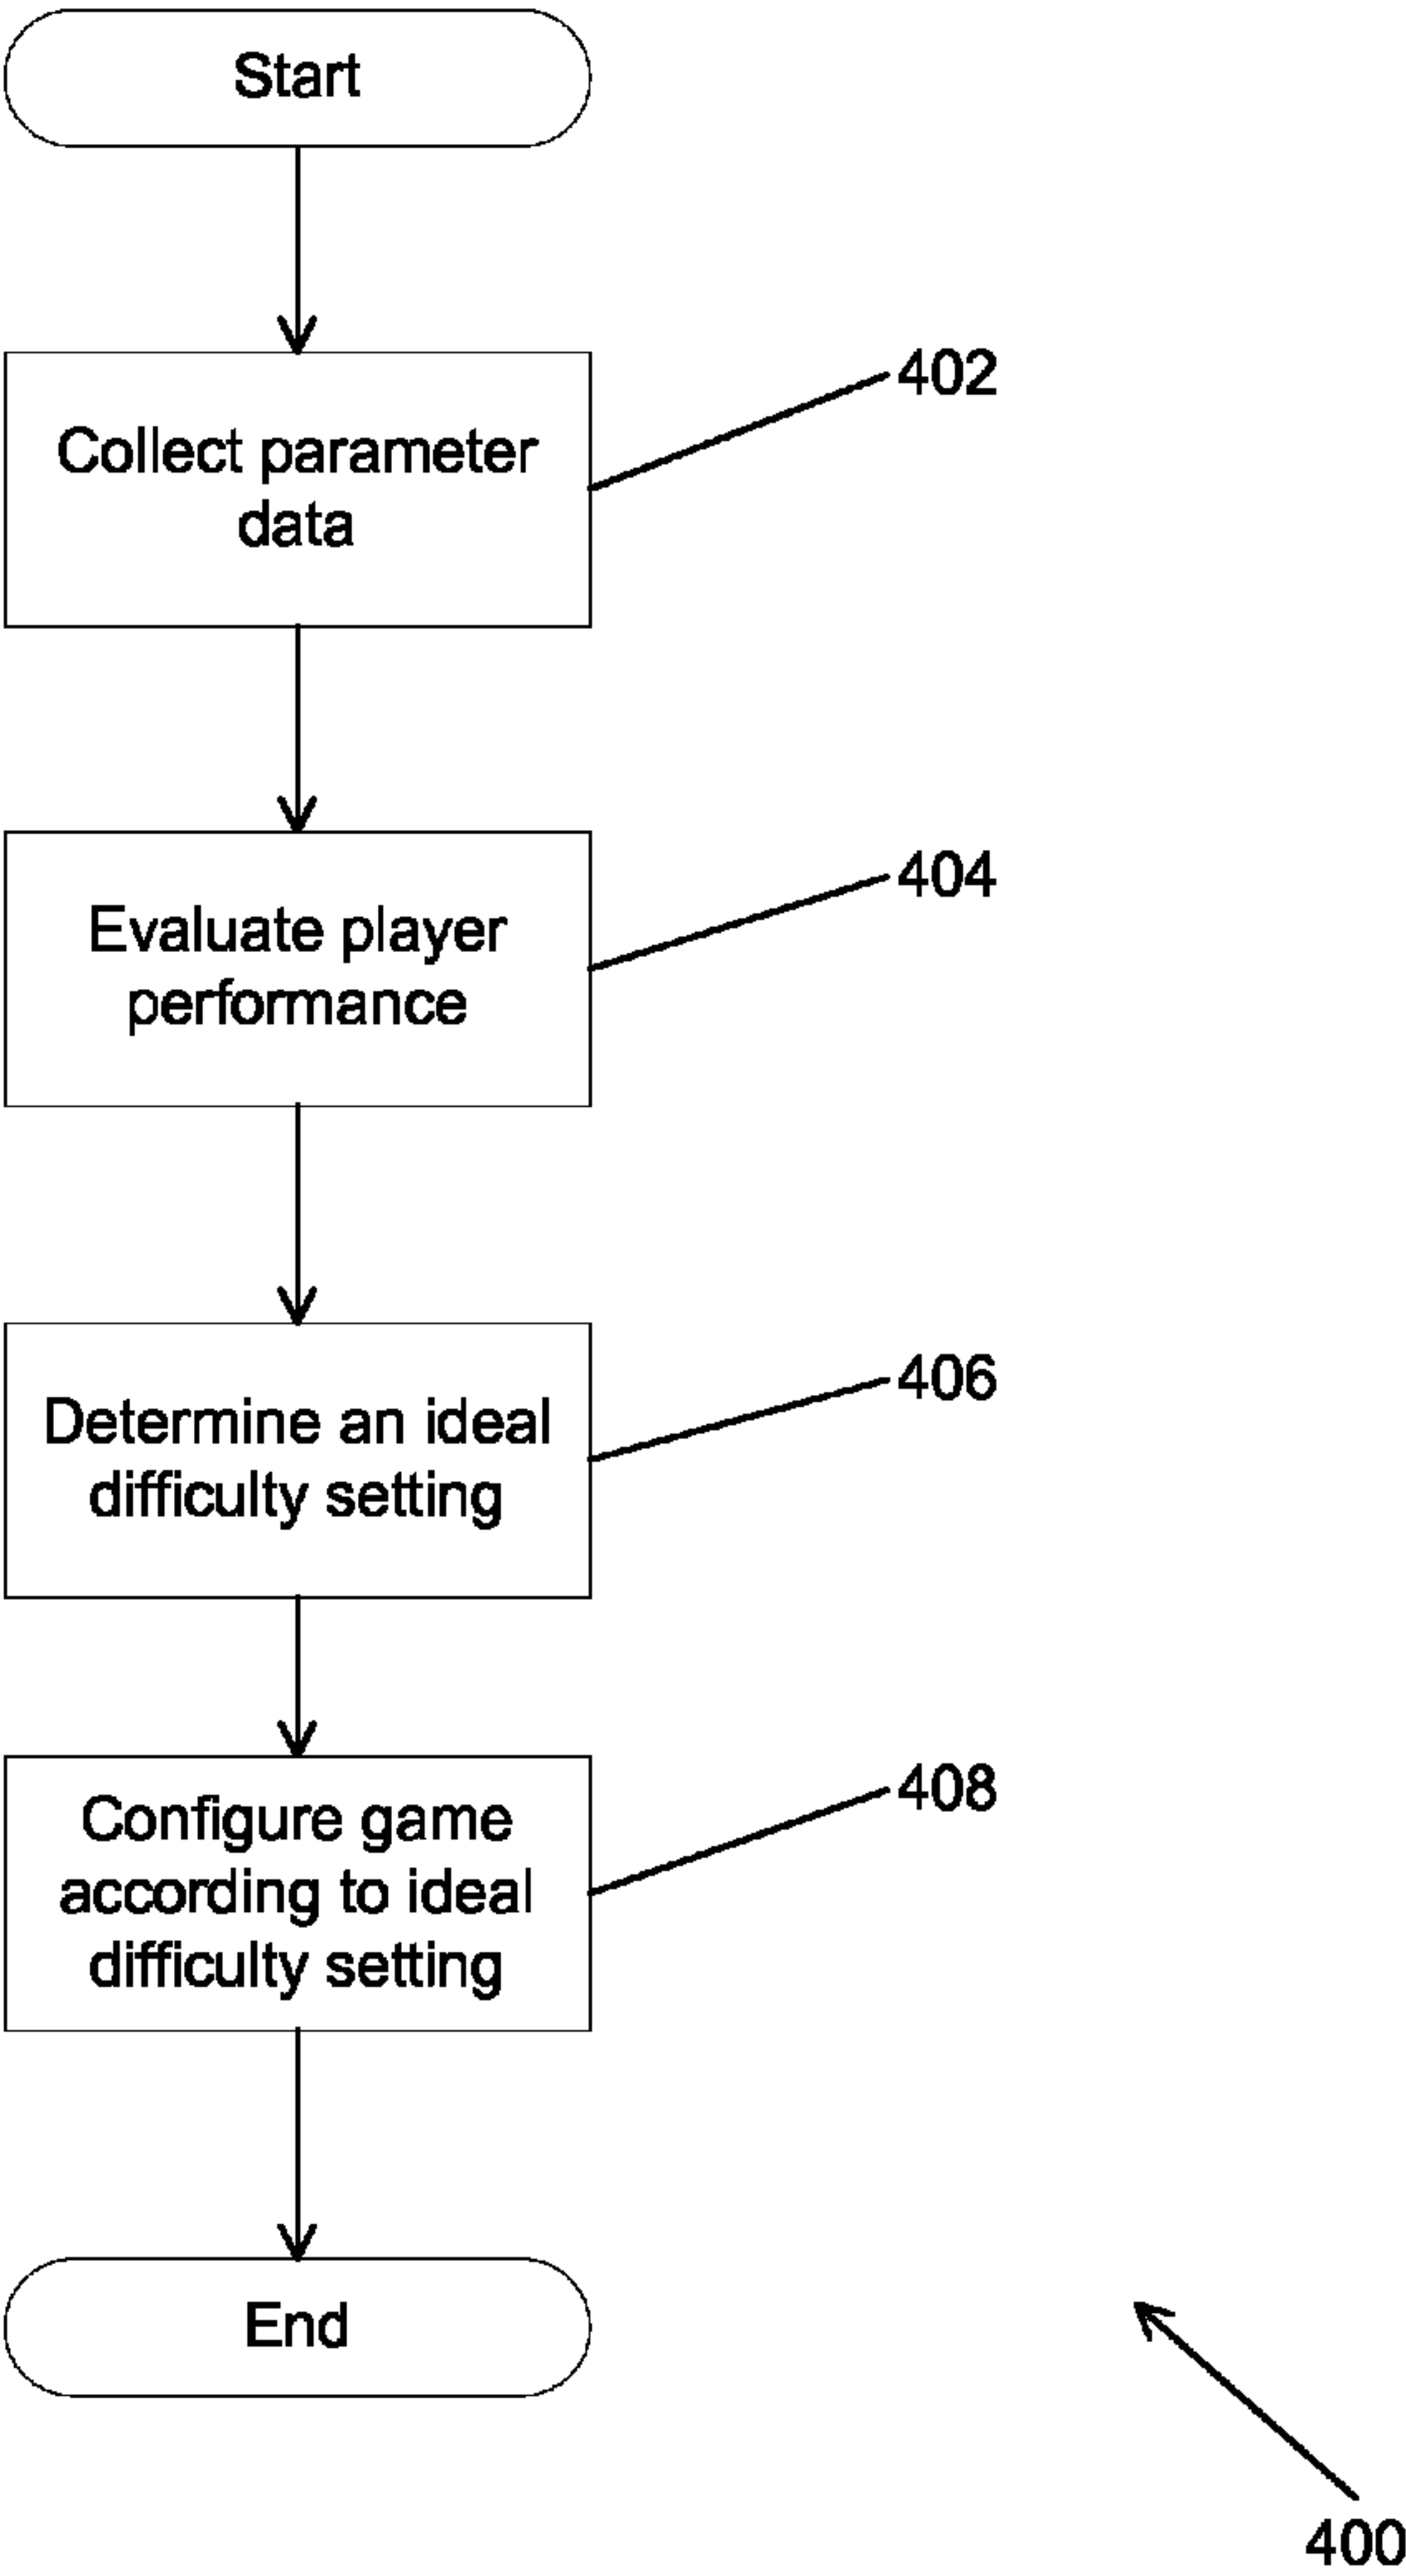 Start
402
Collect parameter
data
404
Evaluate player
performance
406
Determine an ideal
difficulty setting
408
Configure game
according to ideal
difficulty setting
End
400